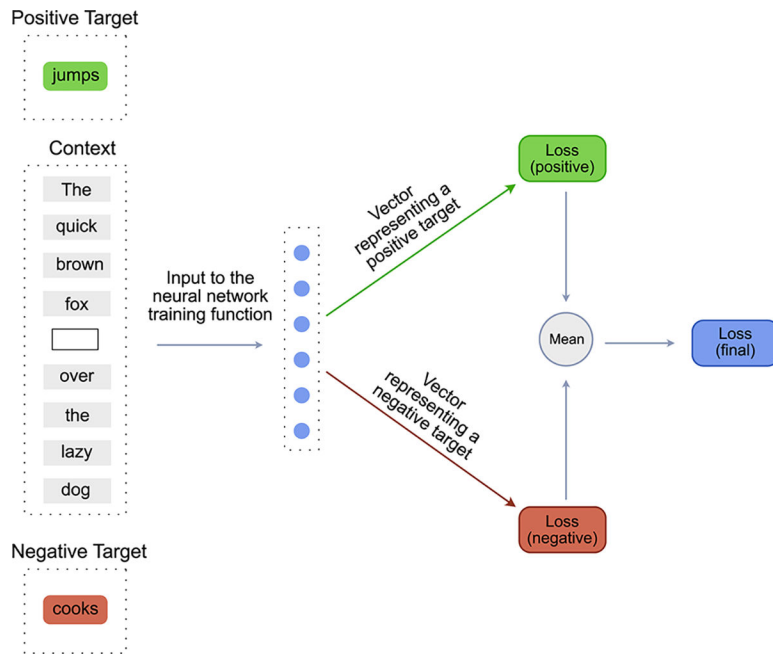 Positive Target
jumps
Context
The
quick
brown
fox
over
the
lazy
dog
Negative Target
cooks
Input to the
neural network
training function
Vector
representing a
positive target
Vector
representing a
negative target
Loss
(positive)
Mean
Loss
(final)
Loss
(negative)